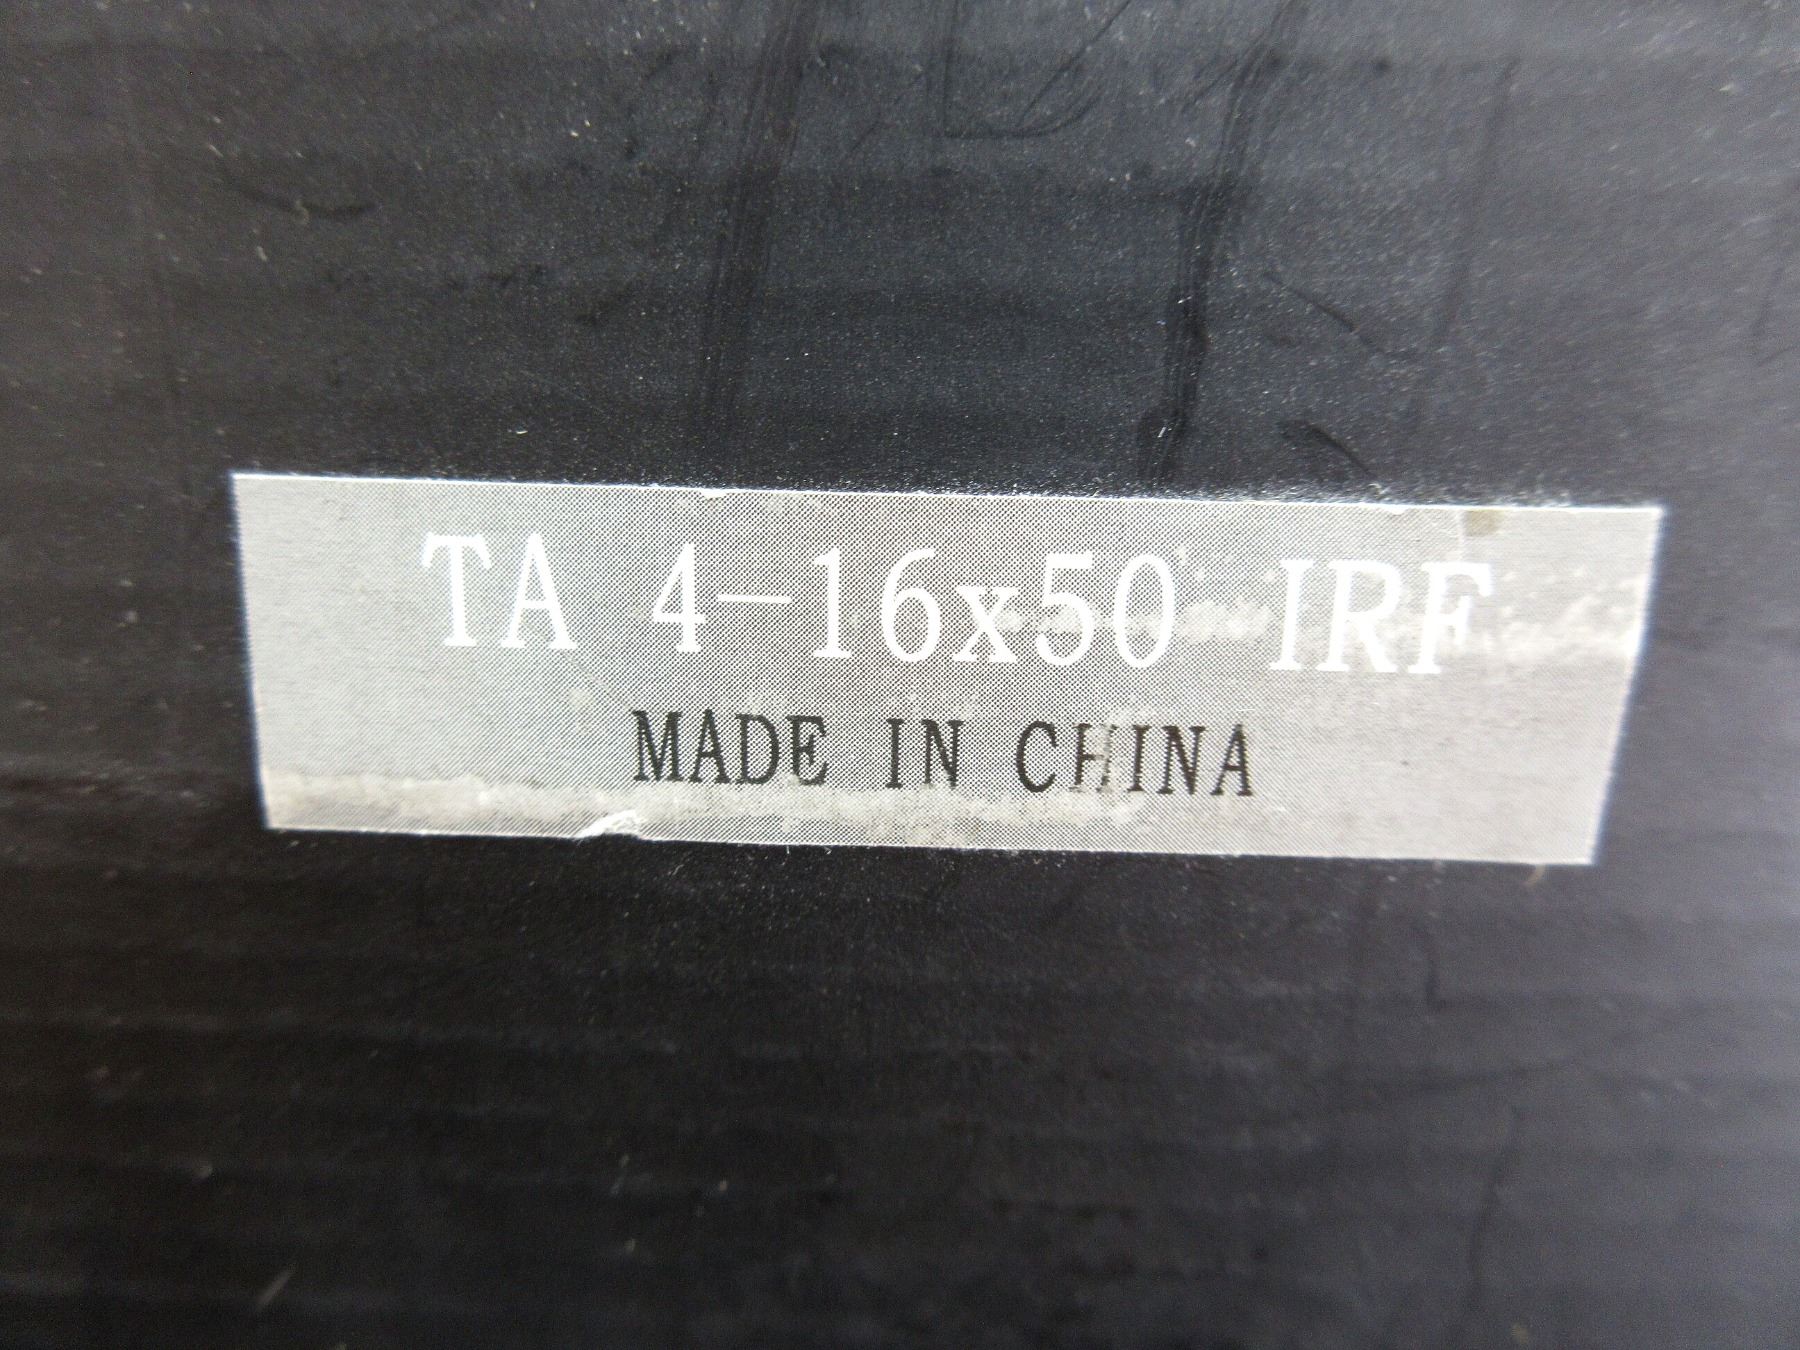 TA 4-16x50 IRF
MADE IN CHINA